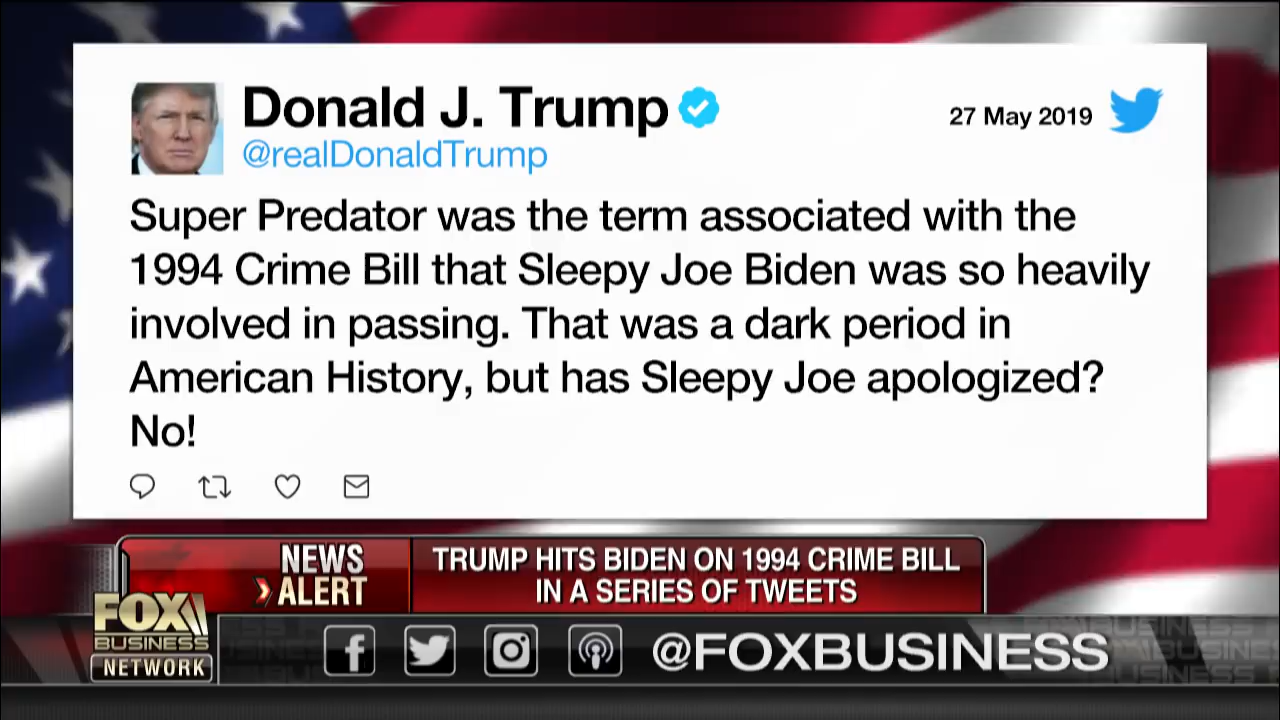 Donald J. Trump
@realDonaldTrump
27 May 2019
Super Predator was the term associated with the
1994 Crime Bill that Sleepy Joe Biden was so heavily
involved in passing. That was a dark period in
American History, but has Sleepy Joe apologized?
No!
NEWS
ALERT
TRUMP HITS BIDEN ON 1994 CRIME BILL
IN A SERIES OF TWEETS
FOX
BUSINESS
NETWORK
@FOXBUSINESS